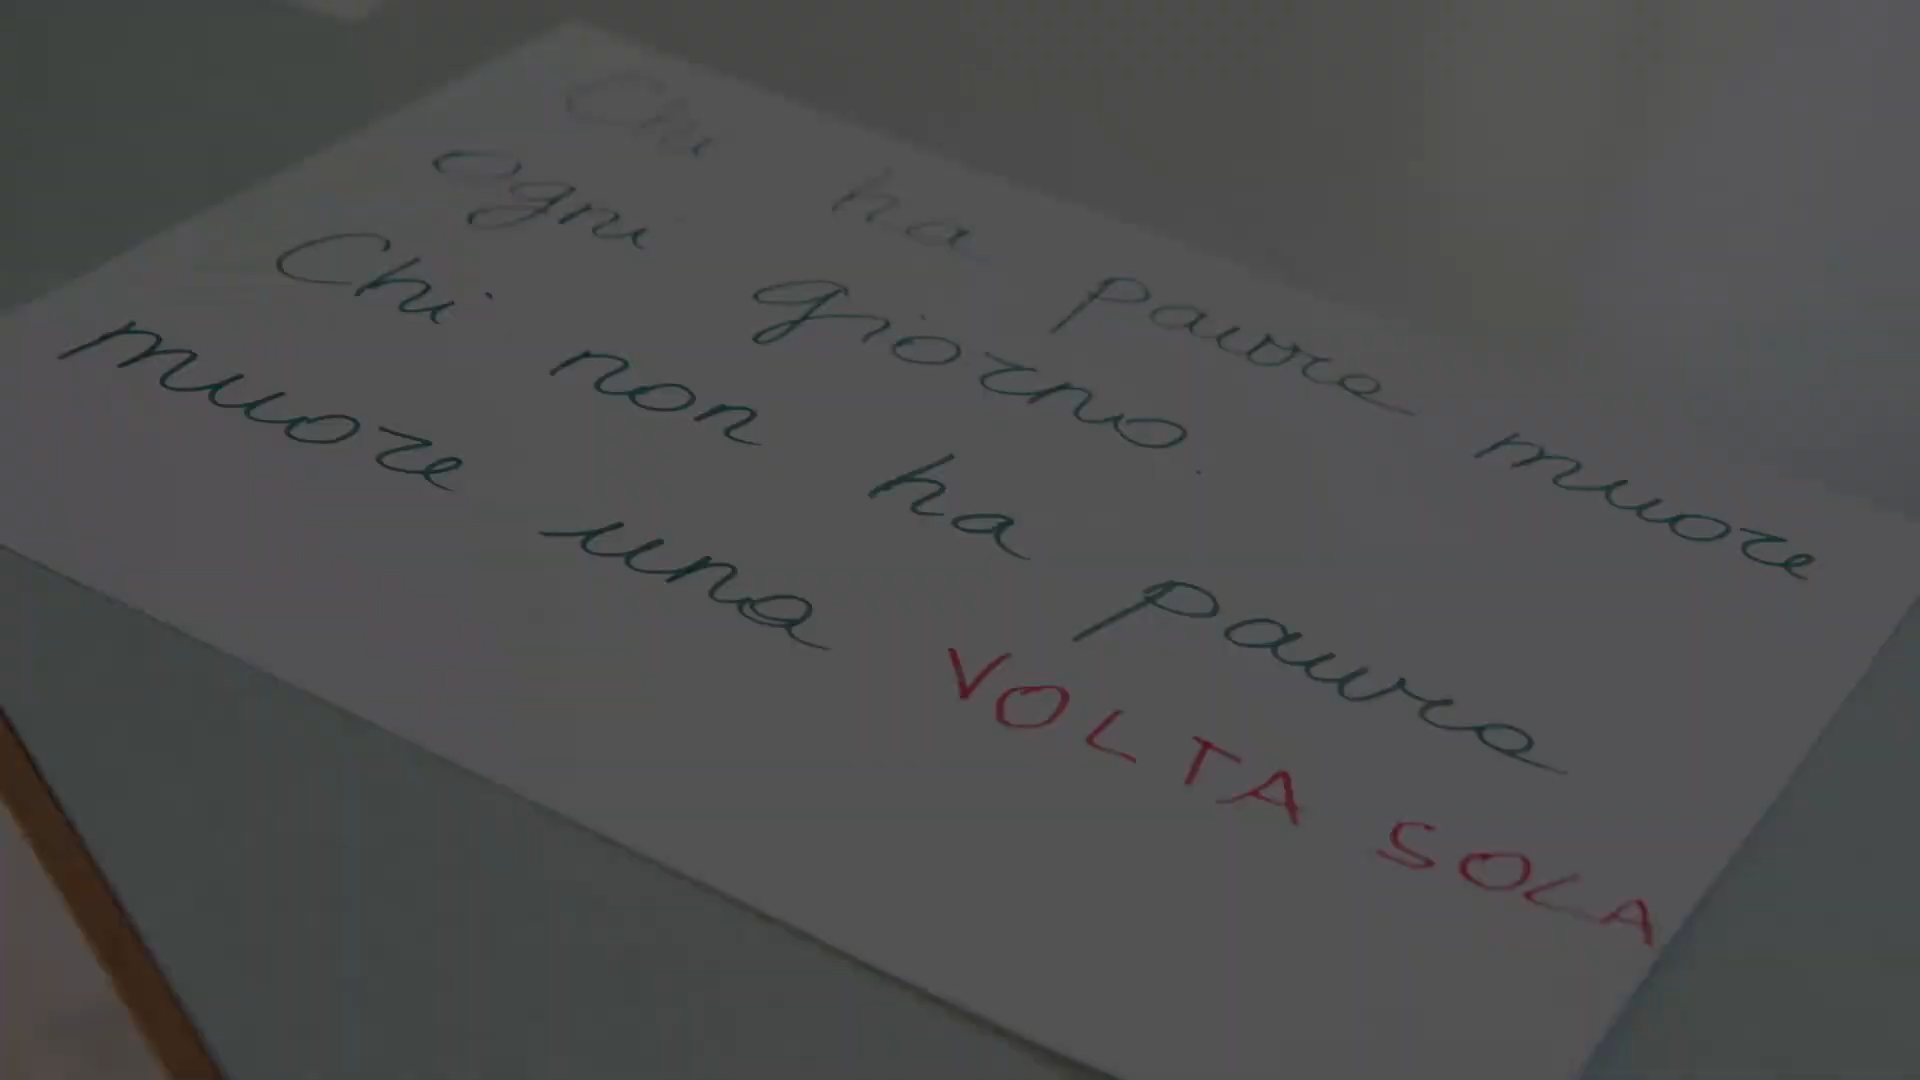 Chi ha paura muore
ogni giorno.
Chi non ha paura
muore una VOLTA SOLA